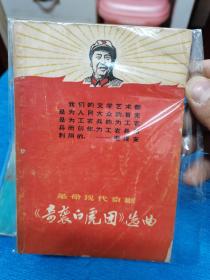 我们的文学艺术都
是为人民大众的,首先
是为工农兵的,为工农
兵而创作,为工农兵所
利用的。
革命现代京剧
《奇袭白虎团》选曲